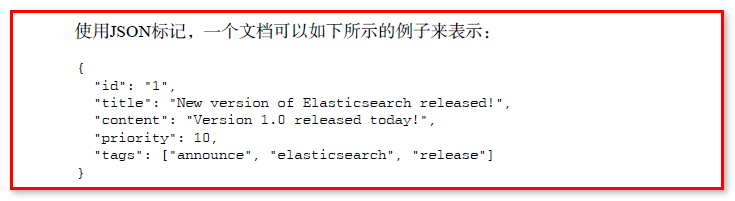 使用JSON标记，一个文档可以如下所示的例子来表示：
{
  "id": "1",
  "title": "New version of Elasticsearch released!",
  "content": "Version 1.0 released today!",
  "priority": 10,
  "tags": ["announce", "elasticsearch", "release"]
}